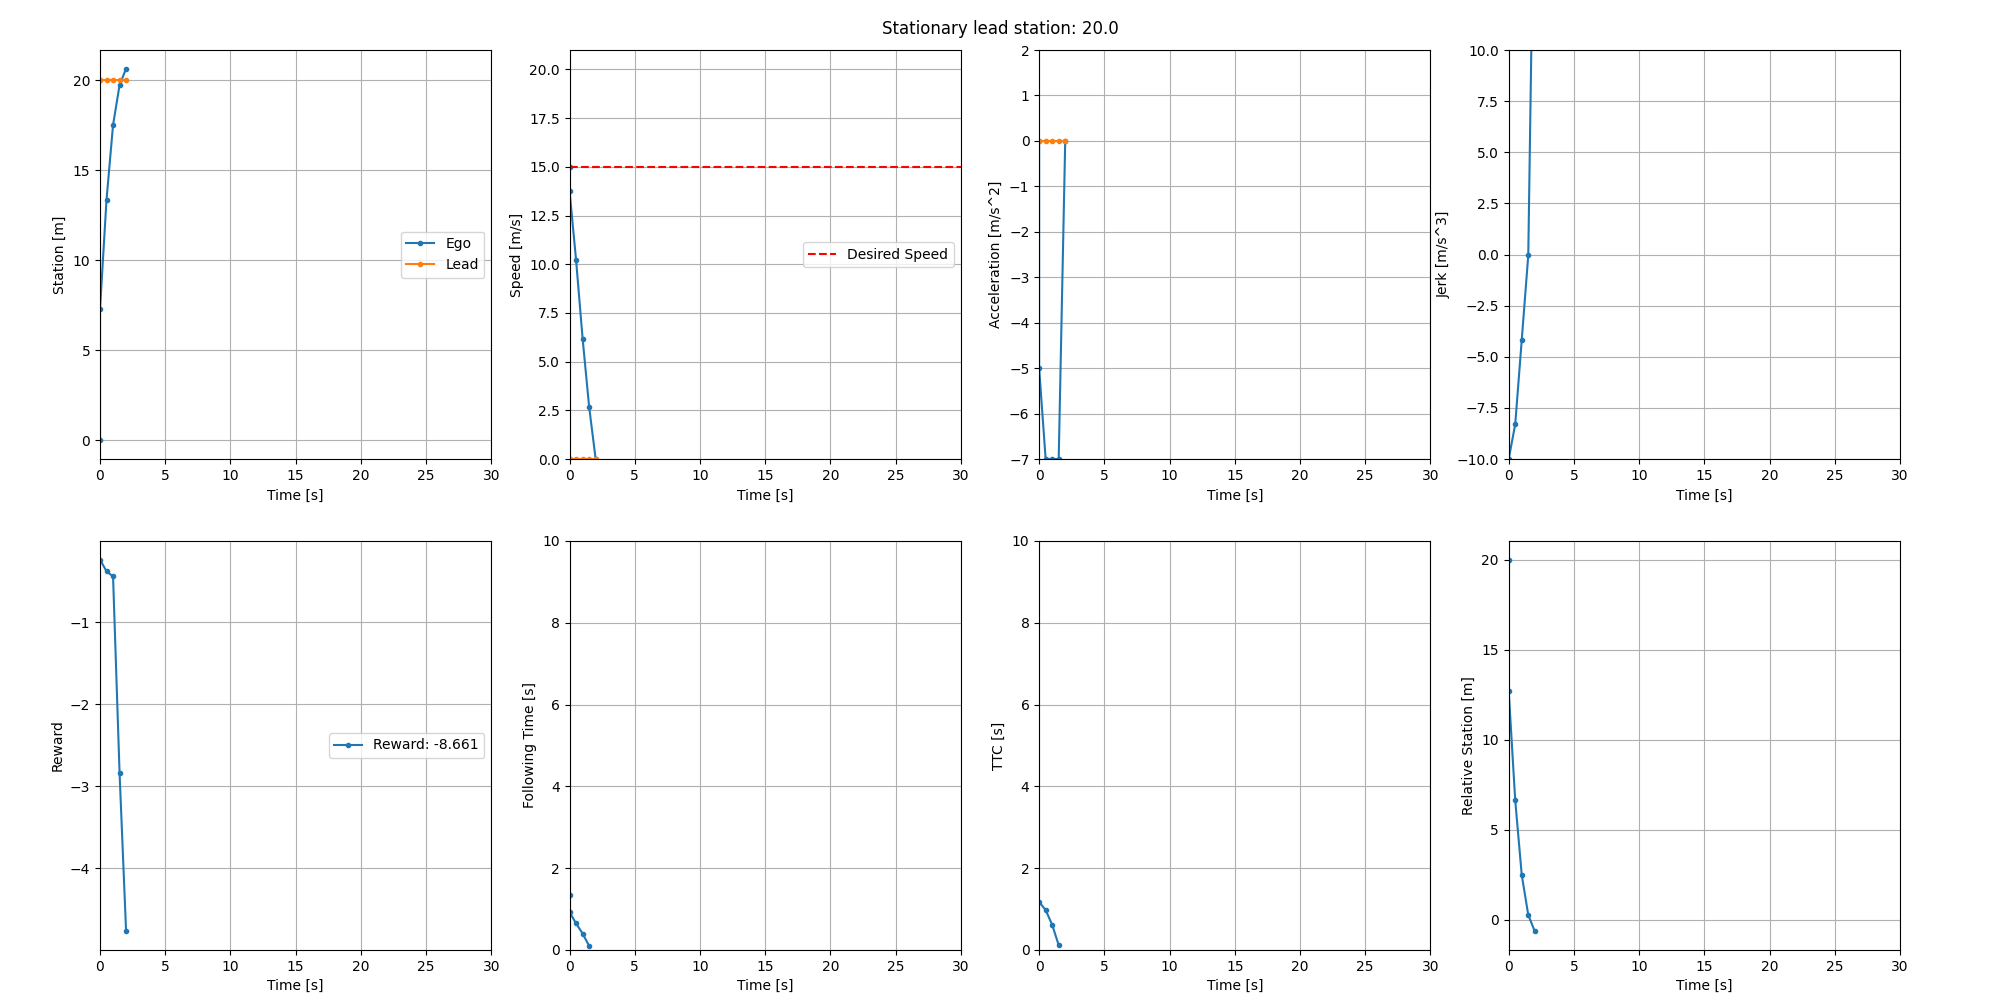 Stationary lead station: 20.0
Station [m]
20
15
10
5
0
Ego
Lead
0 5 10 15 20 25 30
Time [s]
Speed [m/s]
20.0
17.5
15.0
12.5
10.0
7.5
5.0
2.5
0.0
Desired Speed
0 5 10 15 20 25 30
Time [s]
Acceleration [m/s^2]
2
1
0
−1
−2
−3
−4
−5
−6
−7
0 5 10 15 20 25 30
Time [s]
Jerk [m/s^3]
10.0
7.5
5.0
2.5
0.0
−2.5
−5.0
−7.5
−10.0
0 5 10 15 20 25 30
Time [s]
Reward
−1
−2
−3
−4
Reward: -8.661
0 5 10 15 20 25 30
Time [s]
Following Time [s]
10
8
6
4
2
0
0 5 10 15 20 25 30
Time [s]
TTC [s]
10
8
6
4
2
0
0 5 10 15 20 25 30
Time [s]
Relative Station [m]
20
15
10
5
0
0 5 10 15 20 25 30
Time [s]